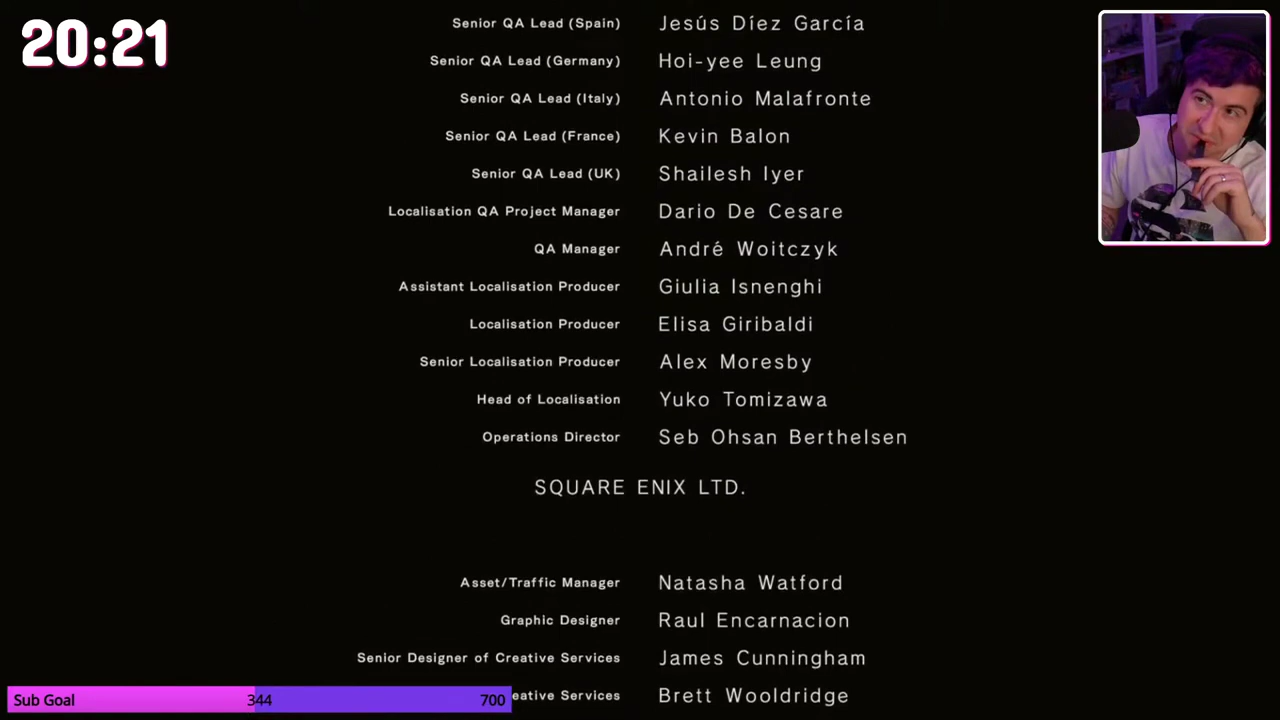 20:21
Senior QA Lead (Spain) Jesús Díez García
Senior QA Lead (Germany) Hoi-yee Leung
Senior QA Lead (Italy) Antonio Malafronte
Senior QA Lead (France) Kevin Balon
Senior QA Lead (UK) Shailesh Iyer
Localisation QA Project Manager Dario De Cesare
QA Manager André Woitczyk
Assistant Localisation Producer Giulia Isnenghi
Localisation Producer Elisa Giribaldi
Senior Localisation Producer Alex Moresby
Head of Localisation Yuko Tomizawa
Operations Director Seb Ohsan Berthelsen
SQUARE ENIX LTD.
Asset/Traffic Manager Natasha Watford
Graphic Designer Raul Encarnacion
Senior Designer of Creative Services James Cunningham
eative Services Brett Wooldridge
Sub Goal 344 700